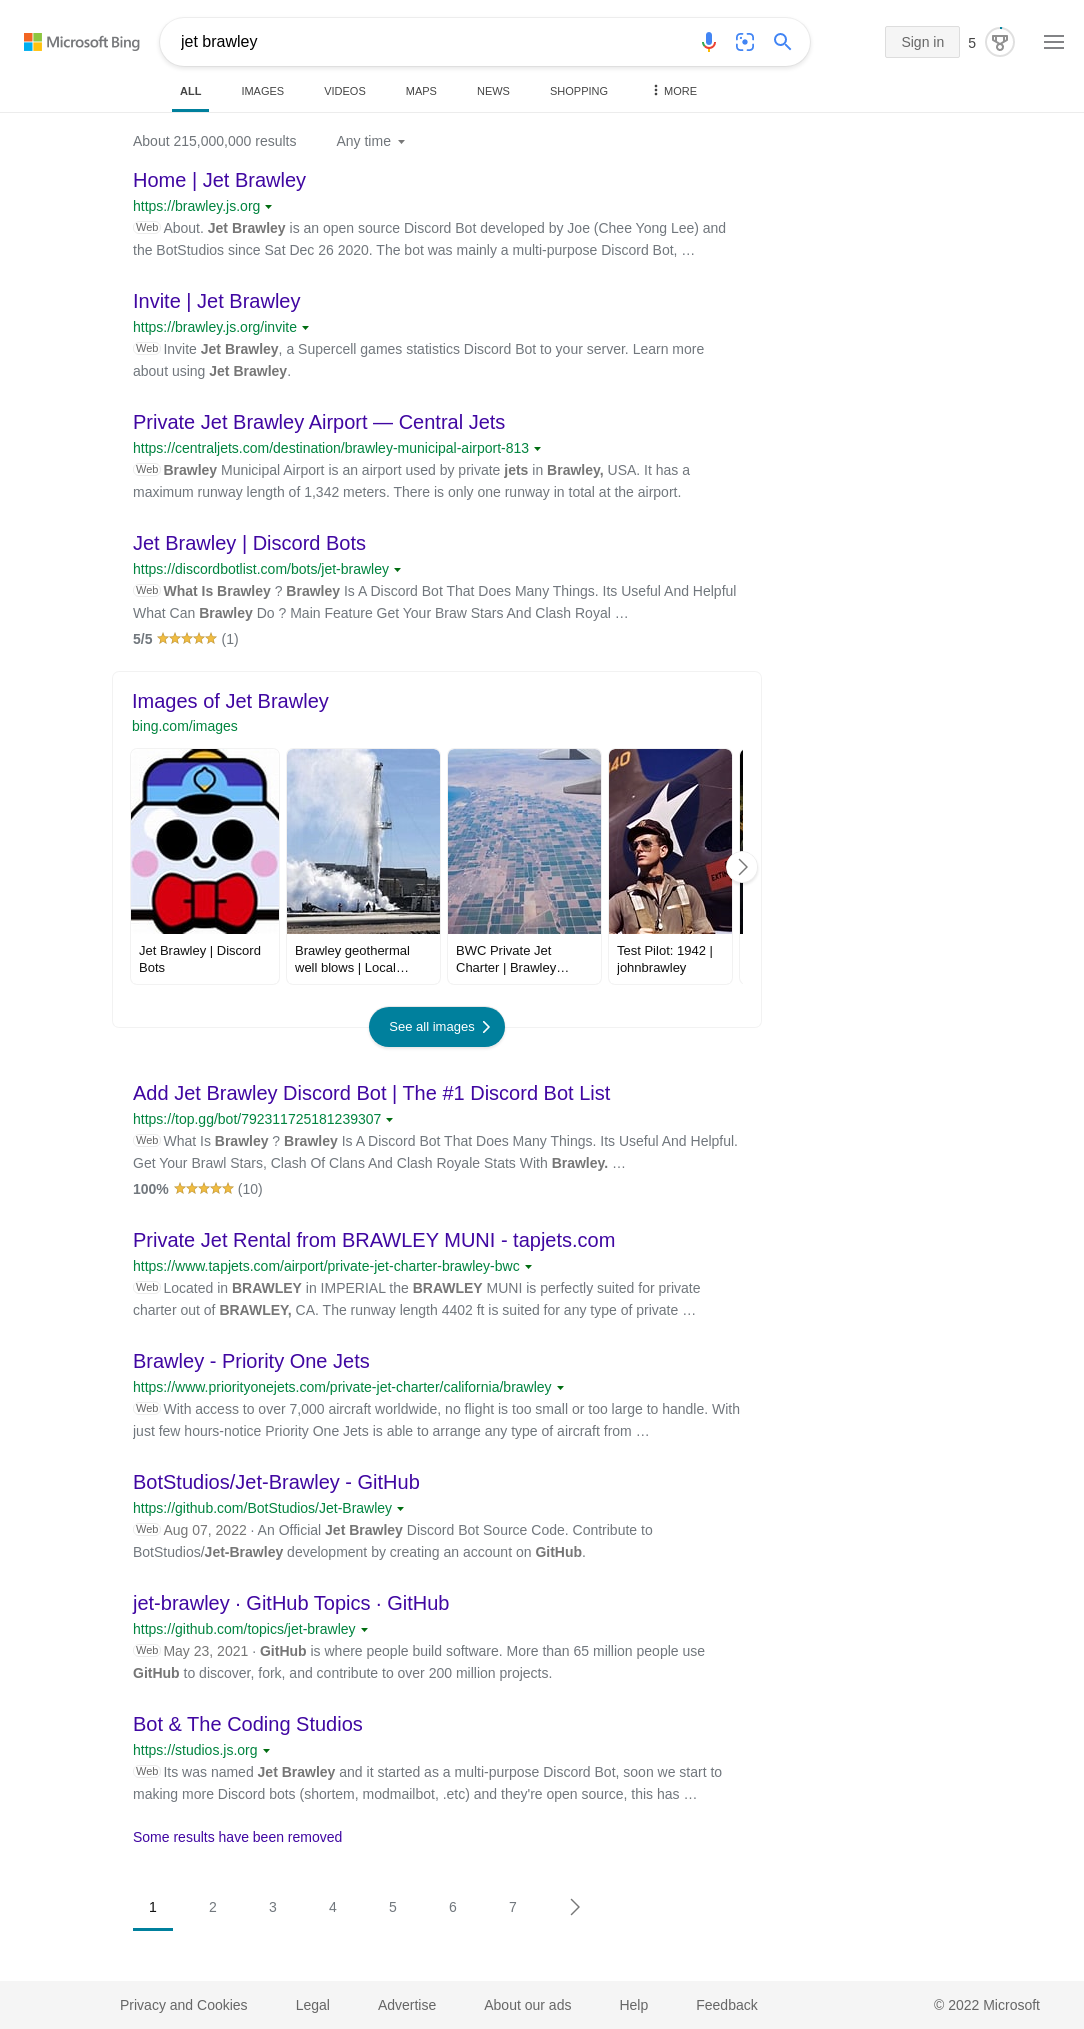 Microsoft Bing
jet brawley
Sign in
5
ALL
IMAGES
VIDEOS
MAPS
NEWS
SHOPPING
MORE
About 215,000,000 results
Any time
Home | Jet Brawley
https://brawley.js.org
Web About. Jet Brawley is an open source Discord Bot developed by Joe (Chee Yong Lee) and
the BotStudios since Sat Dec 26 2020. The bot was mainly a multi-purpose Discord Bot, …
Invite | Jet Brawley
https://brawley.js.org/invite
Web Invite Jet Brawley, a Supercell games statistics Discord Bot to your server. Learn more
about using Jet Brawley.
Private Jet Brawley Airport — Central Jets
https://centraljets.com/destination/brawley-municipal-airport-813
Web Brawley Municipal Airport is an airport used by private jets in Brawley, USA. It has a
maximum runway length of 1,342 meters. There is only one runway in total at the airport.
Jet Brawley | Discord Bots
https://discordbotlist.com/bots/jet-brawley
Web What Is Brawley ? Brawley Is A Discord Bot That Does Many Things. Its Useful And Helpful
What Can Brawley Do ? Main Feature Get Your Braw Stars And Clash Royal …
5/5 (1)
Images of Jet Brawley
bing.com/images
40
EXTIN
Jet Brawley | Discord
Bots
Brawley geothermal
well blows | Local…
BWC Private Jet
Charter | Brawley…
Test Pilot: 1942 |
johnbrawley
See all images
Add Jet Brawley Discord Bot | The #1 Discord Bot List
https://top.gg/bot/792311725181239307
Web What Is Brawley ? Brawley Is A Discord Bot That Does Many Things. Its Useful And Helpful.
Get Your Brawl Stars, Clash Of Clans And Clash Royale Stats With Brawley. …
100% (10)
Private Jet Rental from BRAWLEY MUNI - tapjets.com
https://www.tapjets.com/airport/private-jet-charter-brawley-bwc
Web Located in BRAWLEY in IMPERIAL the BRAWLEY MUNI is perfectly suited for private
charter out of BRAWLEY, CA. The runway length 4402 ft is suited for any type of private …
Brawley - Priority One Jets
https://www.priorityonejets.com/private-jet-charter/california/brawley
Web With access to over 7,000 aircraft worldwide, no flight is too small or too large to handle. With
just few hours-notice Priority One Jets is able to arrange any type of aircraft from …
BotStudios/Jet-Brawley - GitHub
https://github.com/BotStudios/Jet-Brawley
Web Aug 07, 2022 · An Official Jet Brawley Discord Bot Source Code. Contribute to
BotStudios/Jet-Brawley development by creating an account on GitHub.
jet-brawley · GitHub Topics · GitHub
https://github.com/topics/jet-brawley
Web May 23, 2021 · GitHub is where people build software. More than 65 million people use
GitHub to discover, fork, and contribute to over 200 million projects.
Bot & The Coding Studios
https://studios.js.org
Web Its was named Jet Brawley and it started as a multi-purpose Discord Bot, soon we start to
making more Discord bots (shortem, modmailbot, .etc) and they're open source, this has …
Some results have been removed
1 2 3 4 5 6 7
Privacy and Cookies
Legal
Advertise
About our ads
Help
Feedback
© 2022 Microsoft